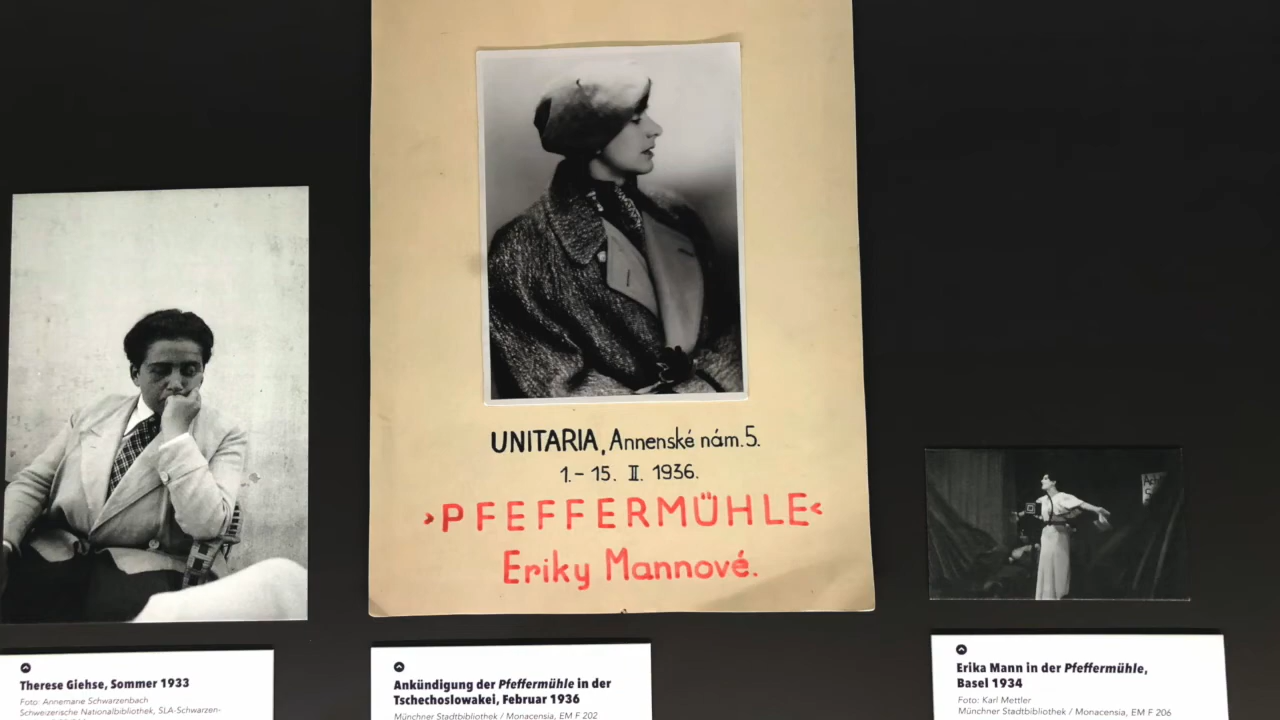 UNITARIA, Annenské nám. 5.
1.- 15. II. 1936.
›PFEFFERMÜHLE‹
Eriky Mannové.
Therese Giehse, Sommer 1933
Foto: Annemarie Schwarzenbach
Schweizerische Nationalbibliothek, SLA-Schwarzen-
Ankündigung der Pfeffermühle in der
Tschechoslowakei, Februar 1936
Münchner Stadtbibliothek / Monacensia, EM F 202
Erika Mann in der Pfeffermühle,
Basel 1934
Foto: Karl Mettler
Münchner Stadtbibliothek / Monacensia, EM F 206